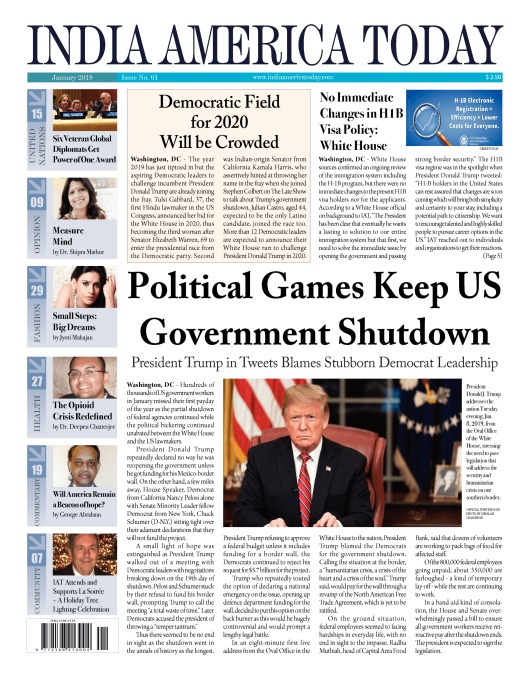 INDIA AMERICA TODAY
January 2019
Issue No. 01
www.indiaamericatoday.com
$ 2.50
15
UNITED NATIONS
Six Veteran Global
Diplomats Get
Power of One Award
09
OPINION
Measure
Mind
by Dr. Shipra Mathur
29
FASHION
Small Steps:
Big Dreams
by Jyoti Mahajan
27
HEALTH
The Opioid
Crisis Redefined
by Dr. Deepen Chatterjee
19
COMMENTARY
Will America Remain
a Beacon of hope?
by George Abraham
07
COMMUNITY
IAT Attends and
Supports La Soirée
– A Holiday Tree
Lighting Celebration
Democratic Field
for 2020
Will be Crowded
Washington, DC - The year
2019 has just tiptoed in but the
aspiring Democratic leaders to
challenge incumbent President
Donald Trump are already joining
the fray. Tulsi Gabbard, 37, the
first Hindu lawmaker in the US
Congress, announced her bid for
the White House in 2020, thus
becoming the third woman after
Senator Elizabeth Warren, 69 to
enter the presidential race from
the Democratic party. Second
was Indian-origin Senator from
California Kamala Harris, who
assertively hinted at throwing her
name in the fray when she joined
Stephen Colbert on The Late Show
to talk about Trump's government
shutdown. Julian Castro, 44,
expected to be the only Latino
candidate, joined the race too.
More than 12 Democratic leaders
are expected to announce their
White House run to challenge
President Donald Trump in 2020.
No Immediate
Changes in H1B
Visa Policy:
White House
H-1B Electronic
Registration =
Efficiency + Lower
Costs for Everyone.
Washington, DC - White House
sources confirmed an ongoing review
of the immigration system including
the H-1B program, but there were no
immediate changes to the present H1B
visa holders nor for the applicants.
According to a White House official
on background to IAT, "The President
has been clear that eventually he wants
a lasting to solution to our entire
immigration system but that first, we
need to solve the immediate issue by
opening the government and passing
strong border security." The H1B
visa regime was in the spotlight when
President Donald Trump tweeted:
"H1-B holders in the United States
can rest assured that changes are soon
coming which will bring both simplicity
and certainty to your stay, including a
potential path to citizenship. We want
to encourage talented and highly skilled
people to pursue career options in the
U.S." IAT reached out to individuals
and organisations to get their reactions.
(Page 5)
Political Games Keep US
Government Shutdown
President Trump in Tweets Blames Stubborn Democrat Leadership
Washington, DC - Hundreds of
thousands of US government workers
in January missed their first payday
of the year as the partial shutdown
of federal agencies continued while
the political bickering continued
unabated between the White House
and the US lawmakers.
President Donald Trump
repeatedly declared no way he was
reopening the government unless
he got funding for his Mexico-border
wall. On the other hand, a few miles
away, House Speaker, Democrat
from California Nancy Pelosi along
with Senate Minority leader fellow
Democrat from New York, Chuck
Schumer (D-N.Y.) sitting tight over
their adamant declarations that they
will not fund the project.
A small light of hope was
extinguished as President Trump
walked out of a meeting with
Democratic leaders with negotiations
breaking down on the 19th day of
shutdown. Pelosi and Schumer stuck
by their refusal to fund his border
wall, prompting Trump to call the
meeting "a total waste of time." Later
Democrats accused the president of
throwing a "temper tantrum."
Thus there seemed to be no end
in sight as the shutdown went in
the annals of history as the longest.
President
Donald J. Trump
addresses the
nation Tuesday
evening, Jan.
8, 2019, from
the Oval Office
of the White
House, stressing
the need to pass
legislation that
will address the
security and
humanitarian
crisis on our
southern border.
President Trump refusing to approve
a federal budget unless it includes
funding for a border wall, the
Democrats continued to reject his
request for $5.7 billion for the project.
Trump who repeatedly touted
the option of declaring a national
emergency on the issue, opening up
defence department funding for the
wall, decided to put this option on the
back burner as this would be hugely
controversial and would prompt a
lengthy legal battle.
In an eight-minute first live
address from the Oval Office in the
White House to the nation, President
Trump blamed the Democrats
for the government shutdown.
Calling the situation at the border,
a "humanitarian crisis, a crisis of the
heart and a crisis of the soul," Trump
said, would pay for the wall through a
revamp of the North American Free
Trade Agreement, which is yet to be
ratified.
On the ground situation,
federal employees seemed to facing
hardships in everyday life, with no
end in sight to the impasse. Radha
Muthiah, head of Capital Area Food
Bank, said that dozens of volunteers
are working to pack bags of food for
affected staff.
Of the 800,000 federal employees
going unpaid, about 350,000 are
furloughed - a kind of temporary
lay-off - while the rest are continuing
to work.
In a band-aid kind of consola-
tion, the House and Senate over-
whelmingly passed a bill to ensure
all government workers receive ret-
roactive pay after the shutdown ends.
The president is expected to sign the
legislation.